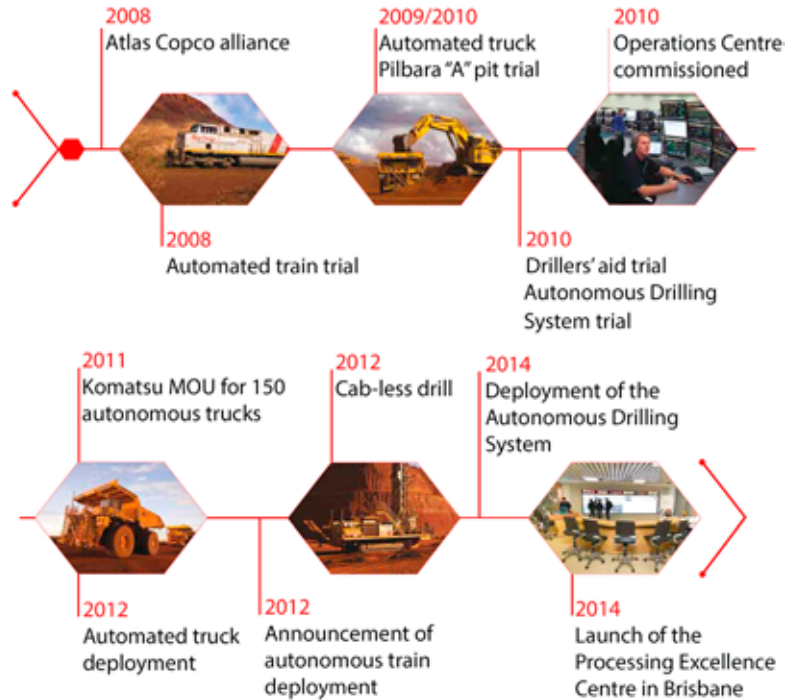 2008
Atlas Copco alliance
2009/2010
Automated truck
Pilbara “A” pit trial
2010
Operations Centre
commissioned
2008
Automated train trial
2010
Drillers’ aid trial
Autonomous Drilling
System trial
2011
Komatsu MOU for 150
autonomous trucks
2012
Cab-less drill
2014
Deployment of the
Autonomous Drilling
System
2012
Automated truck
deployment
2012
Announcement of
autonomous train
deployment
2014
Launch of the
Processing Excellence
Centre in Brisbane